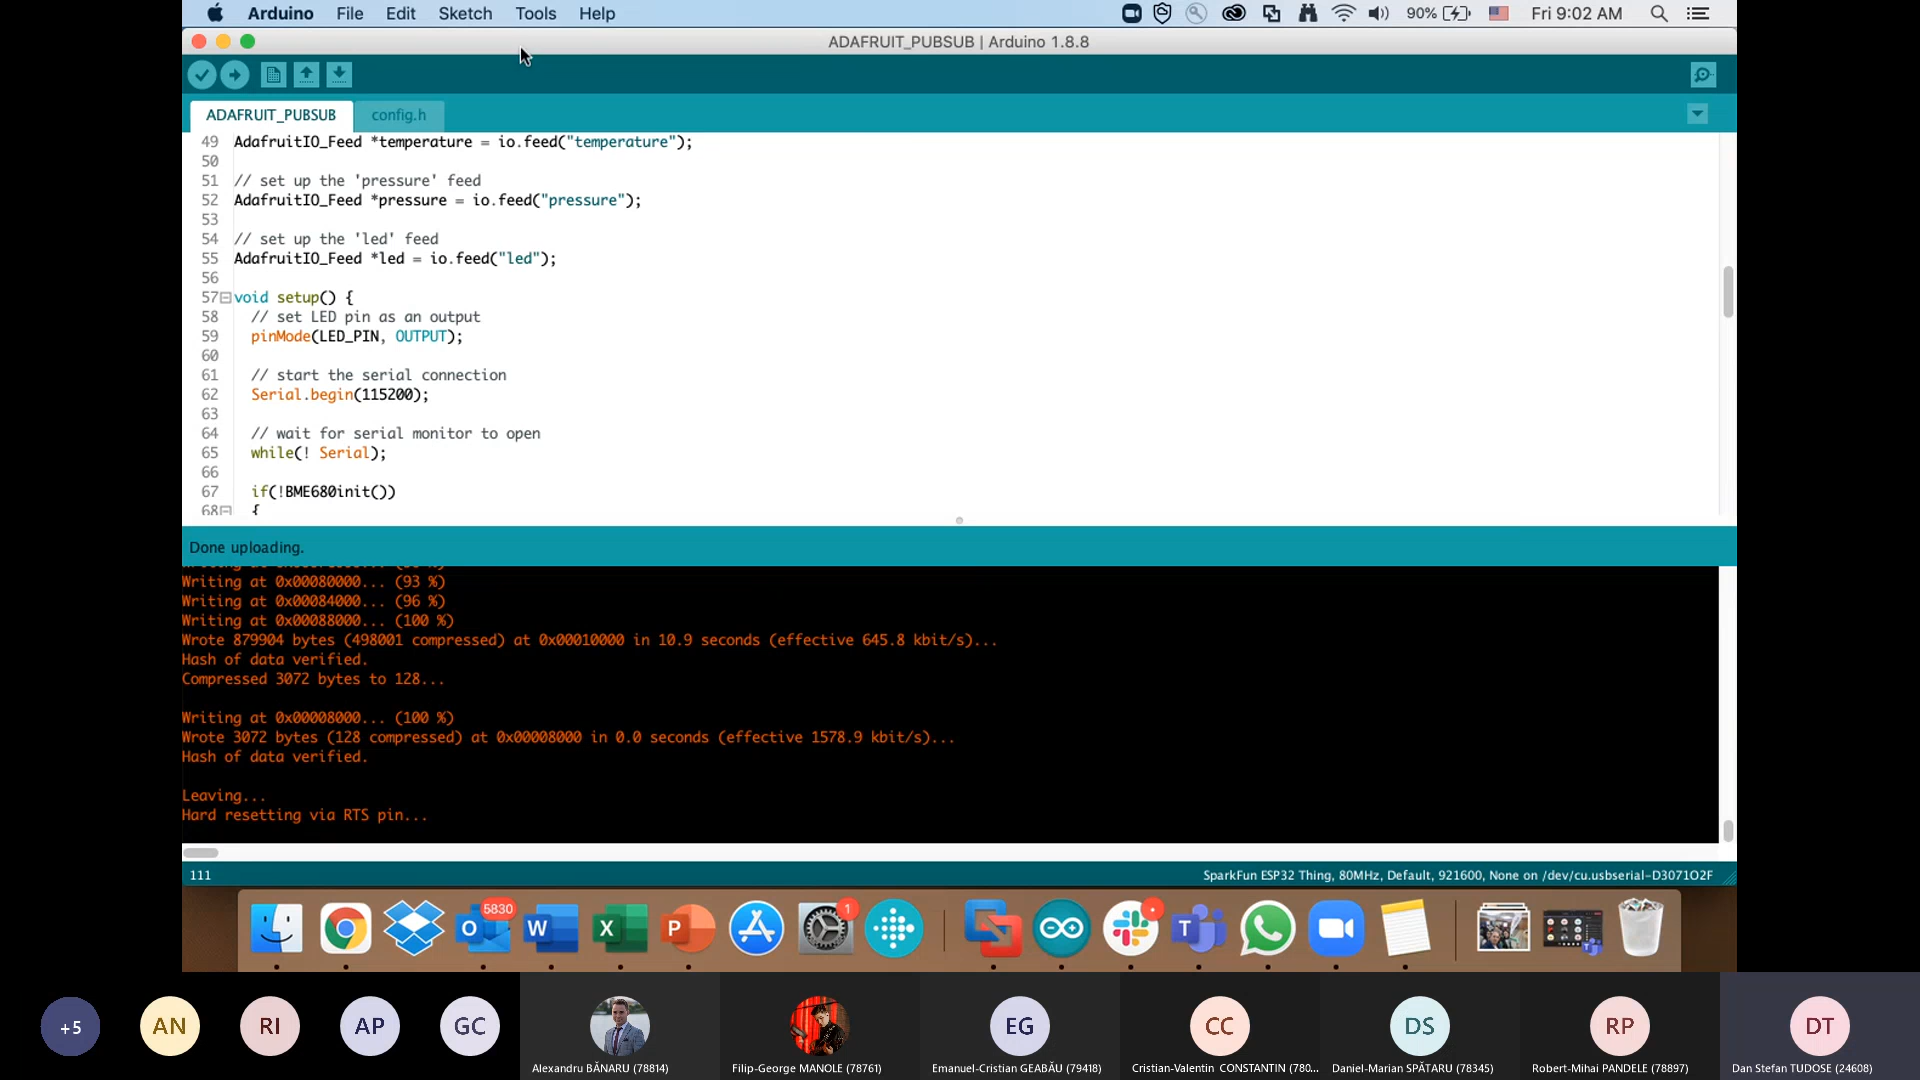 Arduino File Edit Sketch Tools Help 90% Fri 9:02 AM
ADAFRUIT_PUBSUB | Arduino 1.8.8
ADAFRUIT_PUBSUB config.h
49 AdafruitIO_Feed *temperature = io.feed("temperature");
50
51 // set up the 'pressure' feed
52 AdafruitIO_Feed *pressure = io.feed("pressure");
53
54 // set up the 'led' feed
55 AdafruitIO_Feed *led = io.feed("led");
56
57 void setup() {
58 // set LED pin as an output
59 pinMode(LED_PIN, OUTPUT);
60
61 // start the serial connection
62 Serial.begin(115200);
63
64 // wait for serial monitor to open
65 while(! Serial);
66
67 if(!BME680init())
68 {
Done uploading.
Writing at 0x00080000... (93 %)
Writing at 0x00084000... (96 %)
Writing at 0x00088000... (100 %)
Wrote 879904 bytes (498001 compressed) at 0x00010000 in 10.9 seconds (effective 645.8 kbit/s)...
Hash of data verified.
Compressed 3072 bytes to 128...
Writing at 0x00008000... (100 %)
Wrote 3072 bytes (128 compressed) at 0x00008000 in 0.0 seconds (effective 1578.9 kbit/s)...
Hash of data verified.
Leaving...
Hard resetting via RTS pin...
111 SparkFun ESP32 Thing, 80MHz, Default, 921600, None on /dev/cu.usbserial-D3071O2F
5830 1
O W X P T
+5 AN RI AP GC EG CC DS RP DT
Alexandru BĂNARU (78814) Filip-George MANOLE (78761) Emanuel-Cristian GEABĂU (79418) Cristian-Valentin CONSTANTIN (780... Daniel-Marian SPĂTARU (78345) Robert-Mihai PANDELE (78897) Dan Stefan TUDOSE (24608)